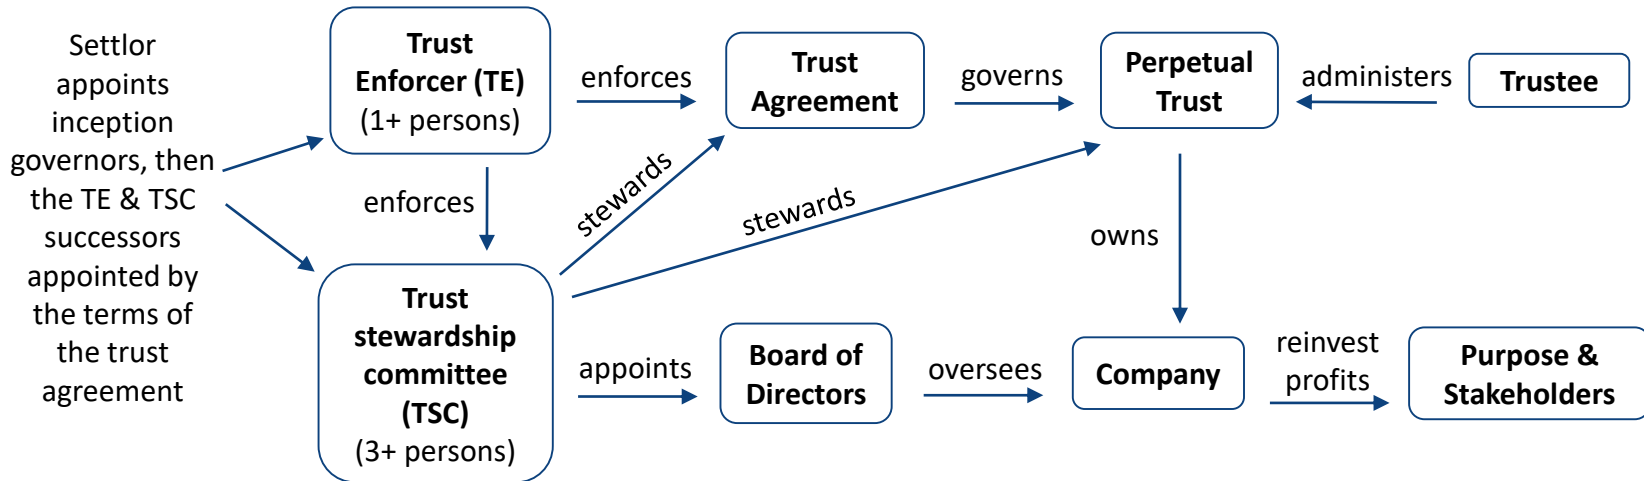 Settlor
appoints
inception
governors, then
the TE & TSC
successors
appointed by
the terms of
the trust
agreement
Trust
Enforcer (TE)
(1+ persons)
enforces
Trust
Agreement
governs
Perpetual
Trust
administers
Trustee
enforces
stewards
stewards
owns
Trust
stewardship
committee
(TSC)
(3+ persons)
appoints
Board of
Directors
oversees
Company
reinvest
profits
Purpose &
Stakeholders